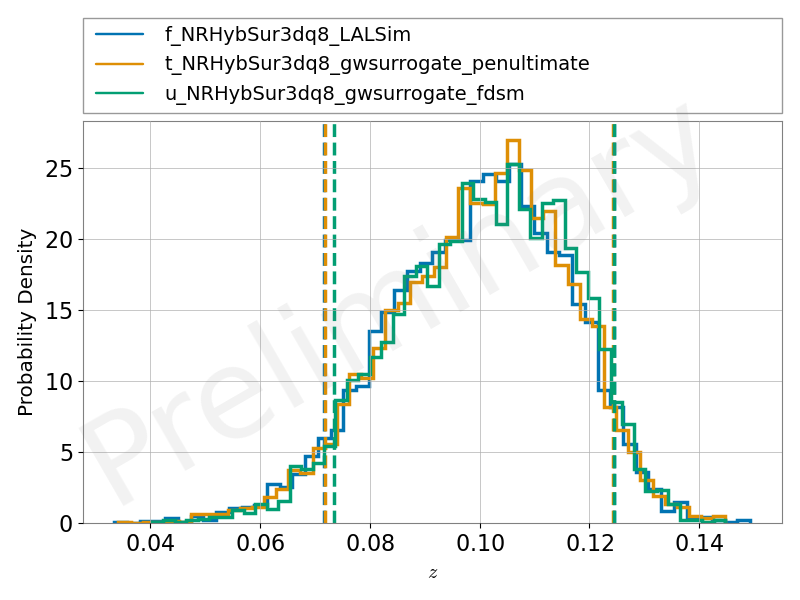 f_NRHybSur3dq8_LALSim
t_NRHybSur3dq8_gwsurrogate_penultimate
u_NRHybSur3dq8_gwsurrogate_fdsm
Preliminary
25
20
15
10
5
0
Probability Density
0.04 0.06 0.08 0.10 0.12 0.14
z